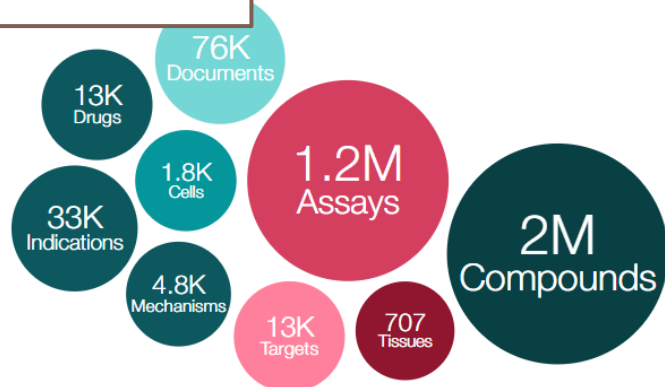 76K
Documents
13K
Drugs
1.8K
Cells
1.2M
Assays
33K
Indications
2M
Compounds
4.8K
Mechanisms
13K
Targets
707
Tissues